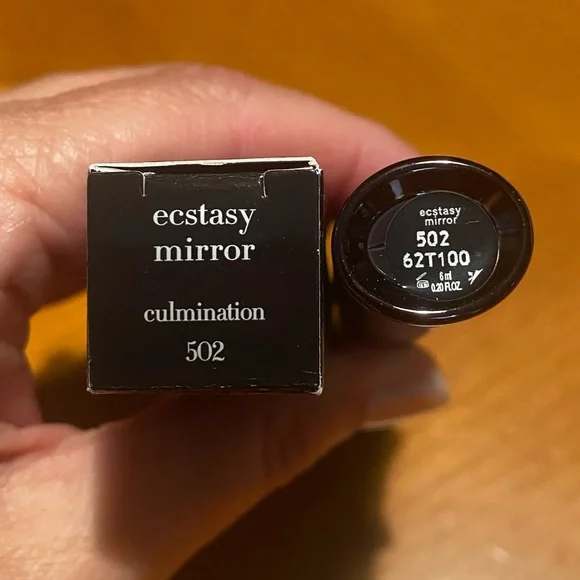 ecstasy
mirror
culmination
502
ecstasy
mirror
502
62T100
6 ml
0.20 FL.OZ.